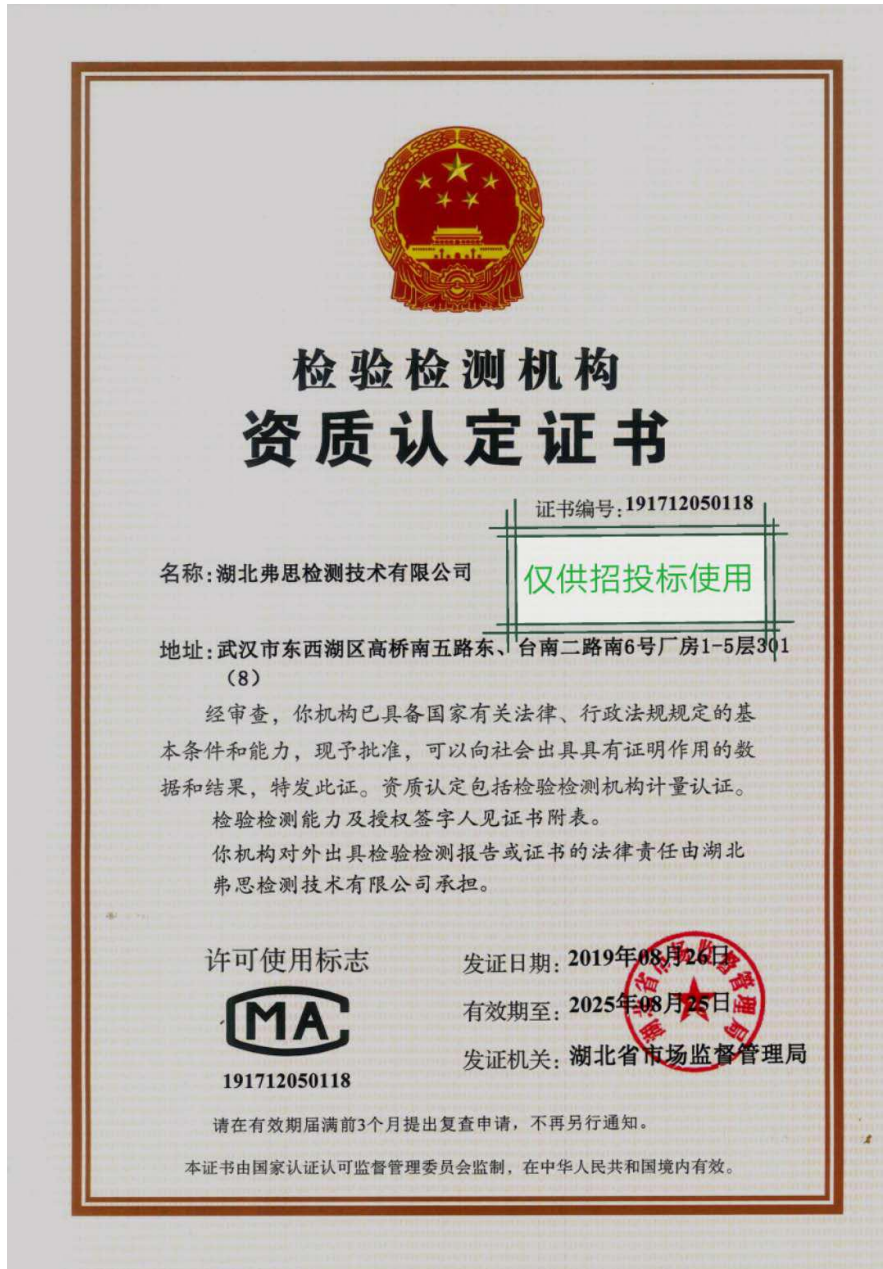 检验检测机构
资质认定证书
证书编号:191712050118
仅供招投标使用
名称:湖北弗思检测技术有限公司
地址:武汉市东西湖区高桥南五路东、台南二路南6号厂房1-5层301
(8)
经审查,你机构已具备国家有关法律、行政法规规定的基
本条件和能力,现予批准,可以向社会出具具有证明作用的数
据和结果,特发此证。资质认定包括检验检测机构计量认证。
检验检测能力及授权签字人见证书附表。
你机构对外出具检验检测报告或证书的法律责任由湖北
弗思检测技术有限公司承担。
许可使用标志
MA
191712050118
发证日期:2019年08月26日
有效期至:2025年08月25日
发证机关:湖北省市场监督管理局
湖北省市场监督管理局
请在有效期届满前3个月提出复查申请,不再另行通知。
本证书由国家认证认可监督管理委员会监制,在中华人民共和国境内有效。